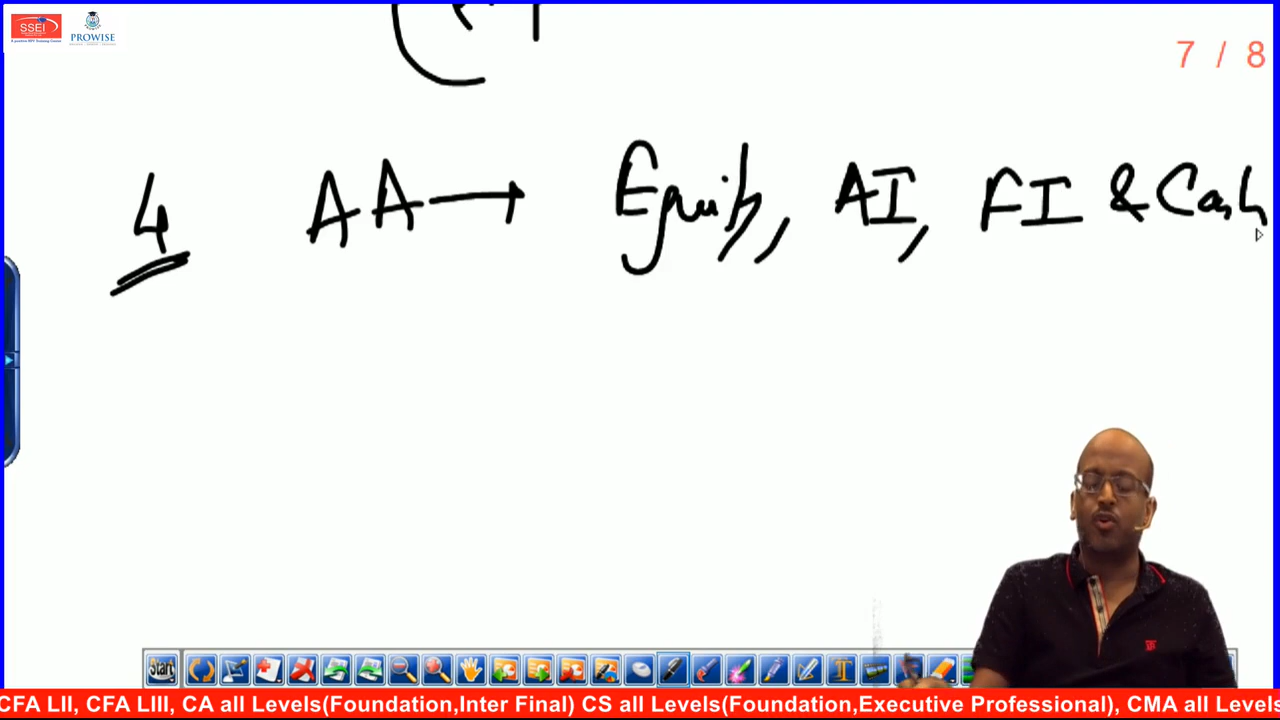 SSEI
PROWISE
7 / 8
4 AA → Equity, AI, FI & Cash
Start
CFA LII, CFA LIII, CA all Levels(Foundation,Inter Final) CS all Levels(Foundation,Executive Professional), CMA all Levels